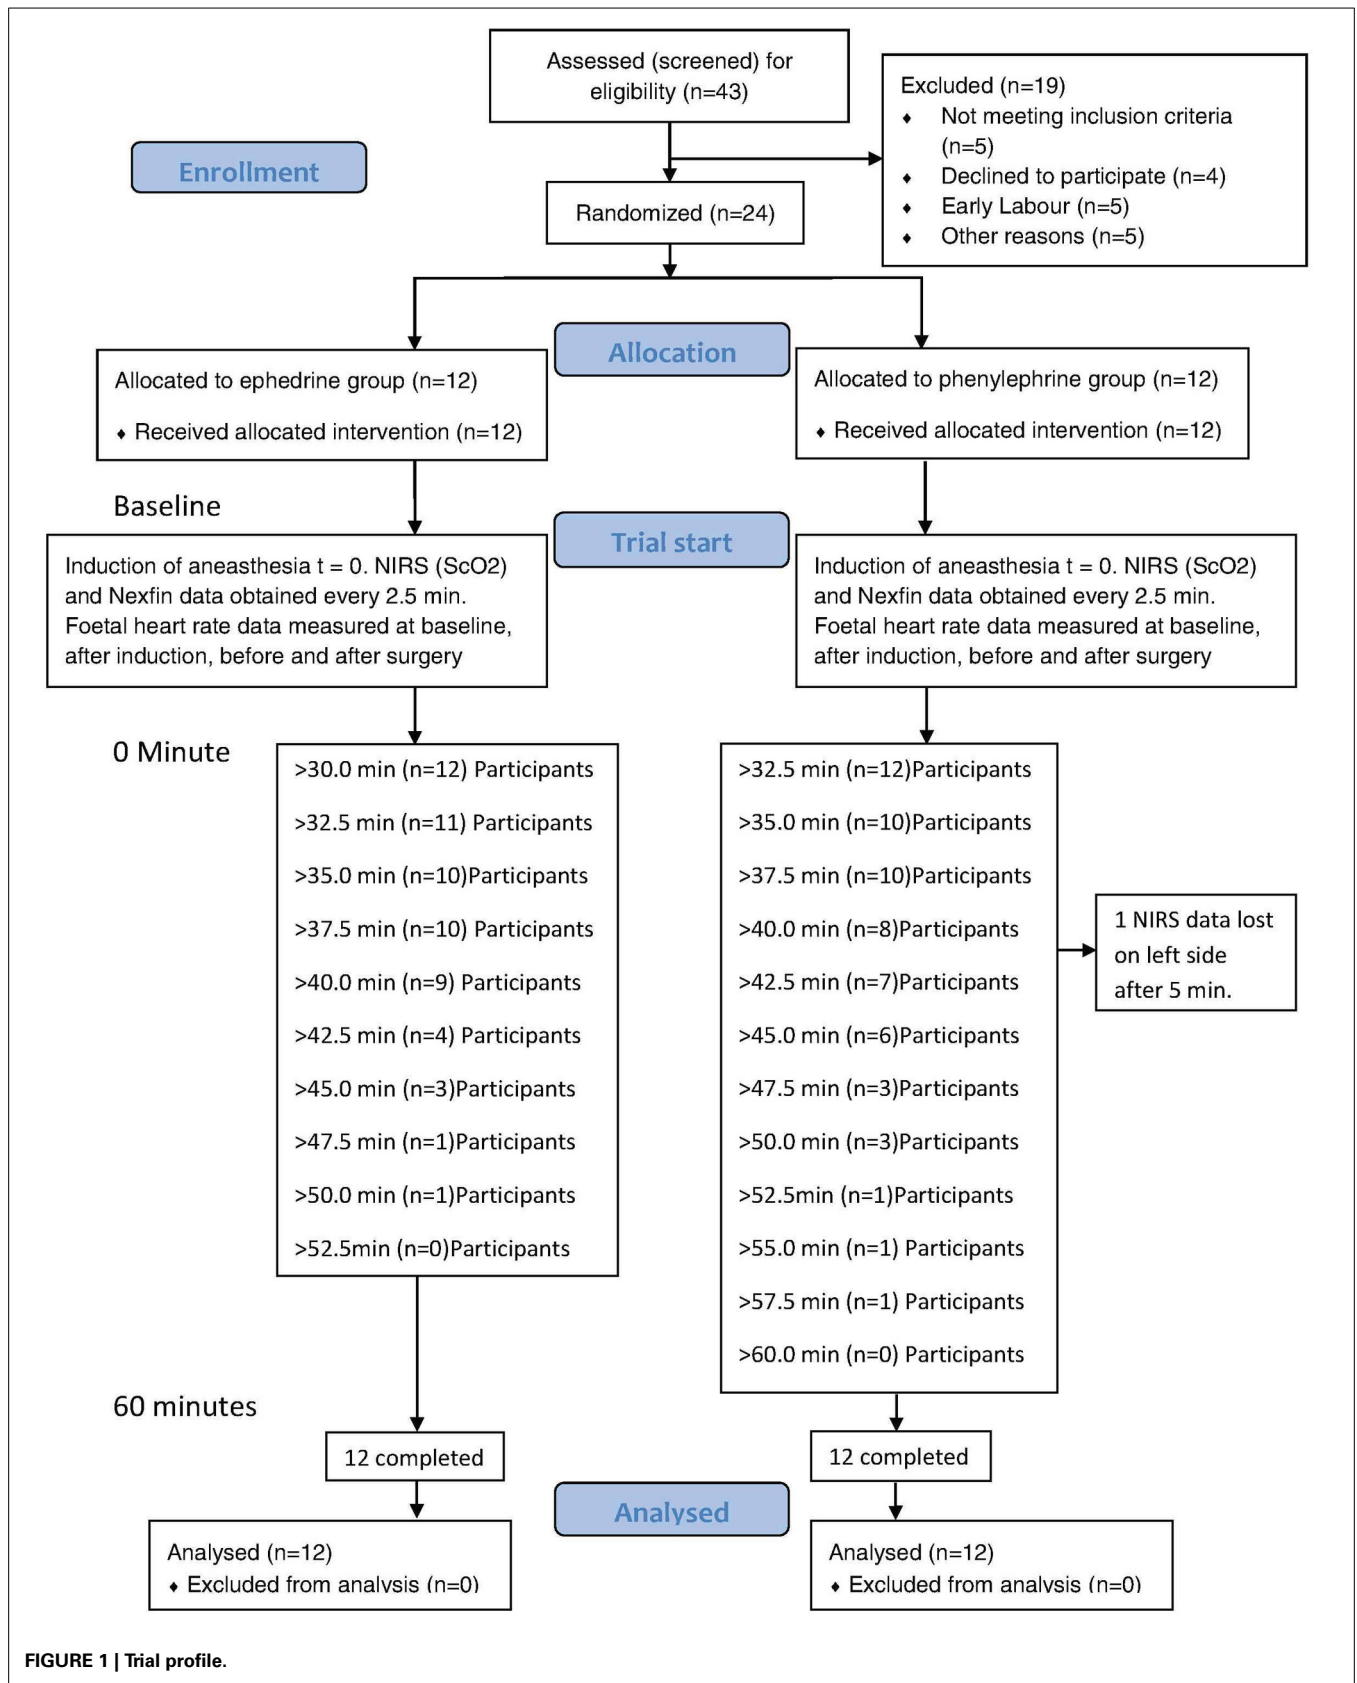 Assessed (screened) for
eligibility (n=43)
Excluded (n=19)
♦ Not meeting inclusion criteria
(n=5)
♦ Declined to participate (n=4)
♦ Early Labour (n=5)
♦ Other reasons (n=5)
Enrollment
Randomized (n=24)
Allocation
Allocated to ephedrine group (n=12)
♦ Received allocated intervention (n=12)
Allocated to phenylephrine group (n=12)
♦ Received allocated intervention (n=12)
Baseline
Trial start
Induction of aneasthesia t = 0. NIRS (ScO2)
and Nexfin data obtained every 2.5 min.
Foetal heart rate data measured at baseline,
after induction, before and after surgery
Induction of aneasthesia t = 0. NIRS (ScO2)
and Nexfin data obtained every 2.5 min.
Foetal heart rate data measured at baseline,
after induction, before and after surgery
0 Minute
>30.0 min (n=12) Participants
>32.5 min (n=11) Participants
>35.0 min (n=10)Participants
>37.5 min (n=10) Participants
>40.0 min (n=9) Participants
>42.5 min (n=4) Participants
>45.0 min (n=3)Participants
>47.5 min (n=1)Participants
>50.0 min (n=1)Participants
>52.5min (n=0)Participants
>32.5 min (n=12)Participants
>35.0 min (n=10)Participants
>37.5 min (n=10)Participants
>40.0 min (n=8)Participants
>42.5 min (n=7)Participants
>45.0 min (n=6)Participants
>47.5 min (n=3)Participants
>50.0 min (n=3)Participants
>52.5min (n=1)Participants
>55.0 min (n=1) Participants
>57.5 min (n=1) Participants
>60.0 min (n=0) Participants
1 NIRS data lost
on left side
after 5 min.
60 minutes
12 completed
12 completed
Analysed
Analysed (n=12)
♦ Excluded from analysis (n=0)
Analysed (n=12)
♦ Excluded from analysis (n=0)
FIGURE 1 | Trial profile.